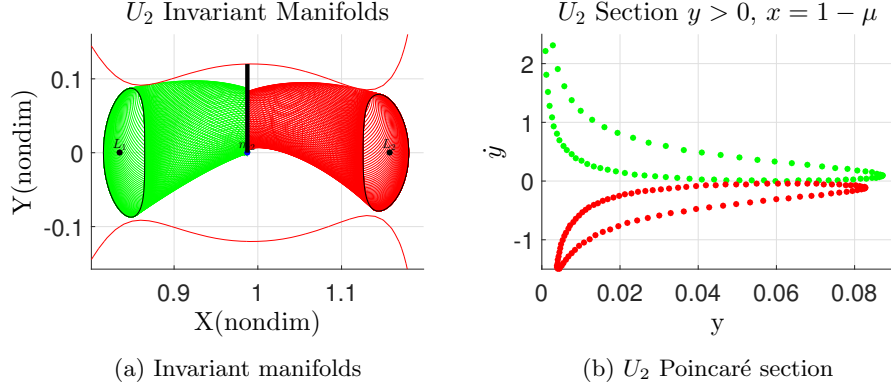 U₂ Invariant Manifolds
Y(nondim)
0.1
0
-0.1
L₁
L₂
0.9
1
1.1
X(nondim)
(a) Invariant manifolds
U₂ Section y > 0, x = 1 − μ
ẏ
2
1
0
-1
0
0.02
0.04
0.06
0.08
y
(b) U₂ Poincaré section